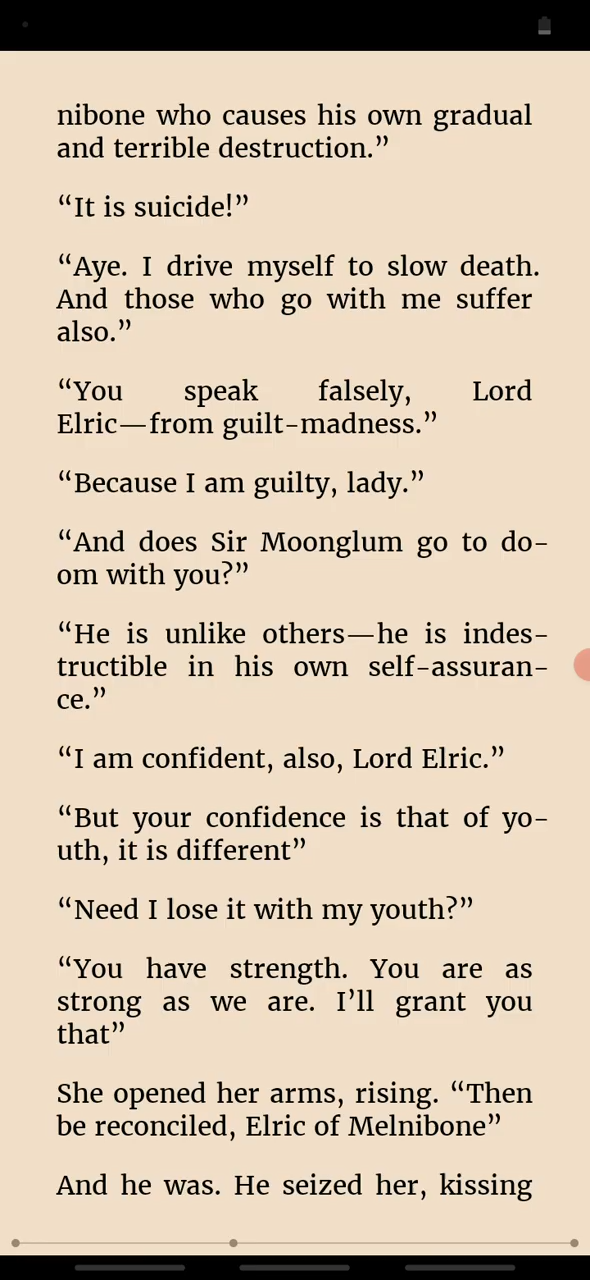 nibone who causes his own gradual
and terrible destruction.”
“It is suicide!”
“Aye. I drive myself to slow death.
And those who go with me suffer
also.”
“You speak falsely, Lord
Elric—from guilt-madness.”
“Because I am guilty, lady.”
“And does Sir Moonglum go to do-
om with you?”
“He is unlike others—he is indes-
tructible in his own self-assuran-
ce.”
“I am confident, also, Lord Elric.”
“But your confidence is that of yo-
uth, it is different”
“Need I lose it with my youth?”
“You have strength. You are as
strong as we are. I’ll grant you
that”
She opened her arms, rising. “Then
be reconciled, Elric of Melnibone”
And he was. He seized her, kissing